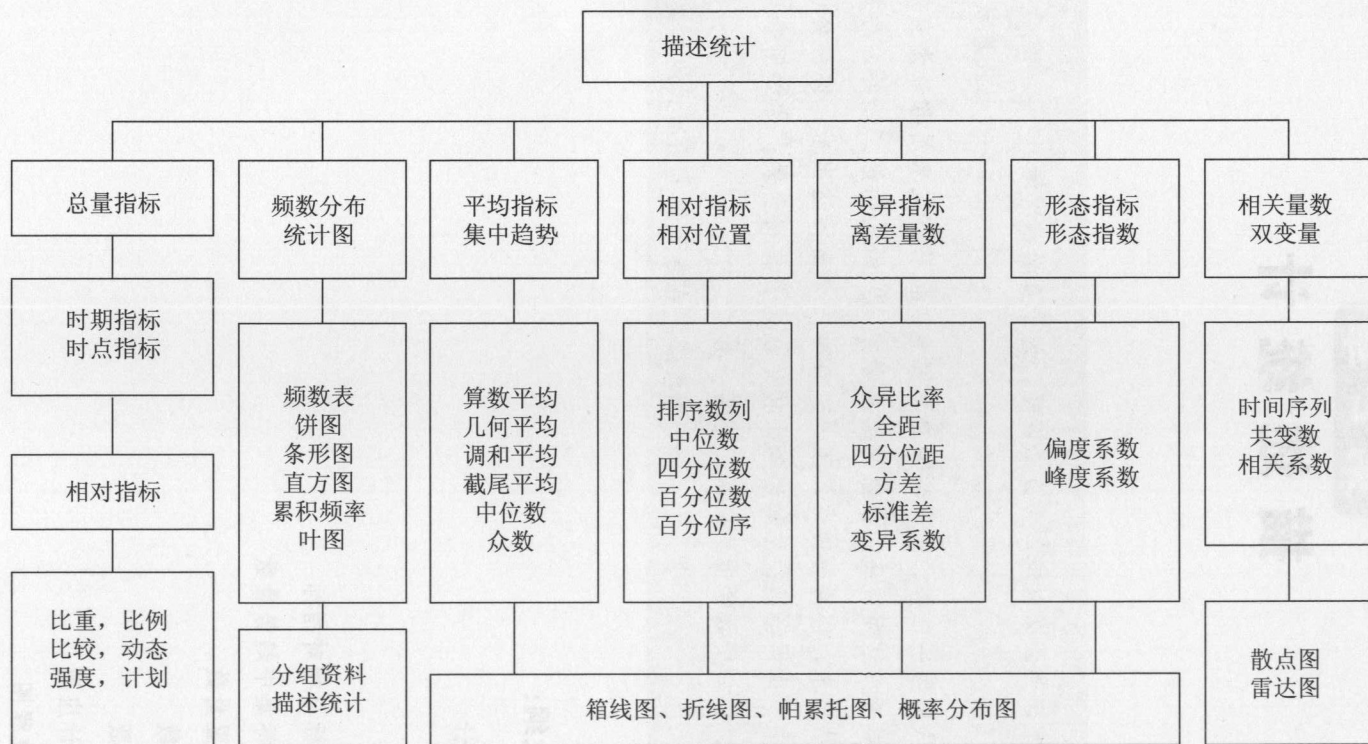 描述统计
总量指标
时期指标
时点指标
相对指标
比重，比例
比较，动态
强度，计划
频数分布
统计图
频数表
饼图
条形图
直方图
累积频率
叶图
分组资料
描述统计
平均指标
集中趋势
算数平均
几何平均
调和平均
截尾平均
中位数
众数
相对指标
相对位置
排序数列
中位数
四分位数
百分位数
百分位序
变异指标
离差量数
众异比率
全距
四分位距
方差
标准差
变异系数
形态指标
形态指数
偏度系数
峰度系数
箱线图、折线图、帕累托图、概率分布图
相关量数
双变量
时间序列
共变数
相关系数
散点图
雷达图